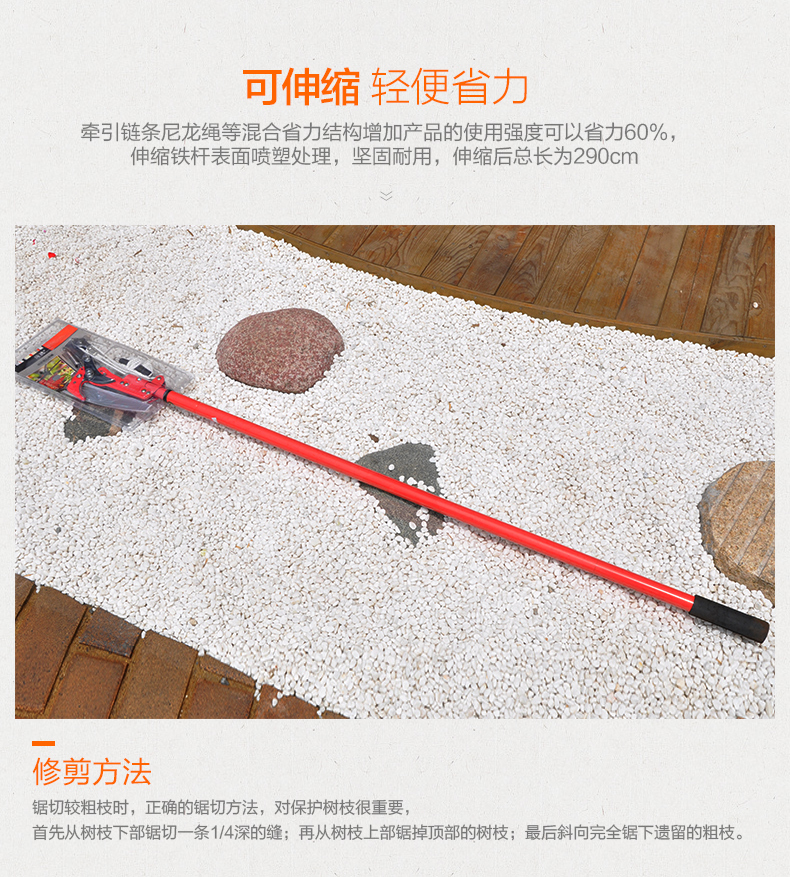 可伸缩 轻便省力
牵引链条尼龙绳等混合省力结构增加产品的使用强度可以省力60%，
伸缩铁杆表面喷塑处理，坚固耐用，伸缩后总长为290cm
修剪方法
锯切较粗枝时，正确的锯切方法，对保护树枝很重要，
首先从树枝下部锯切一条1/4深的缝；再从树枝上部锯掉顶部的树枝；最后斜向完全锯下遗留的粗枝。